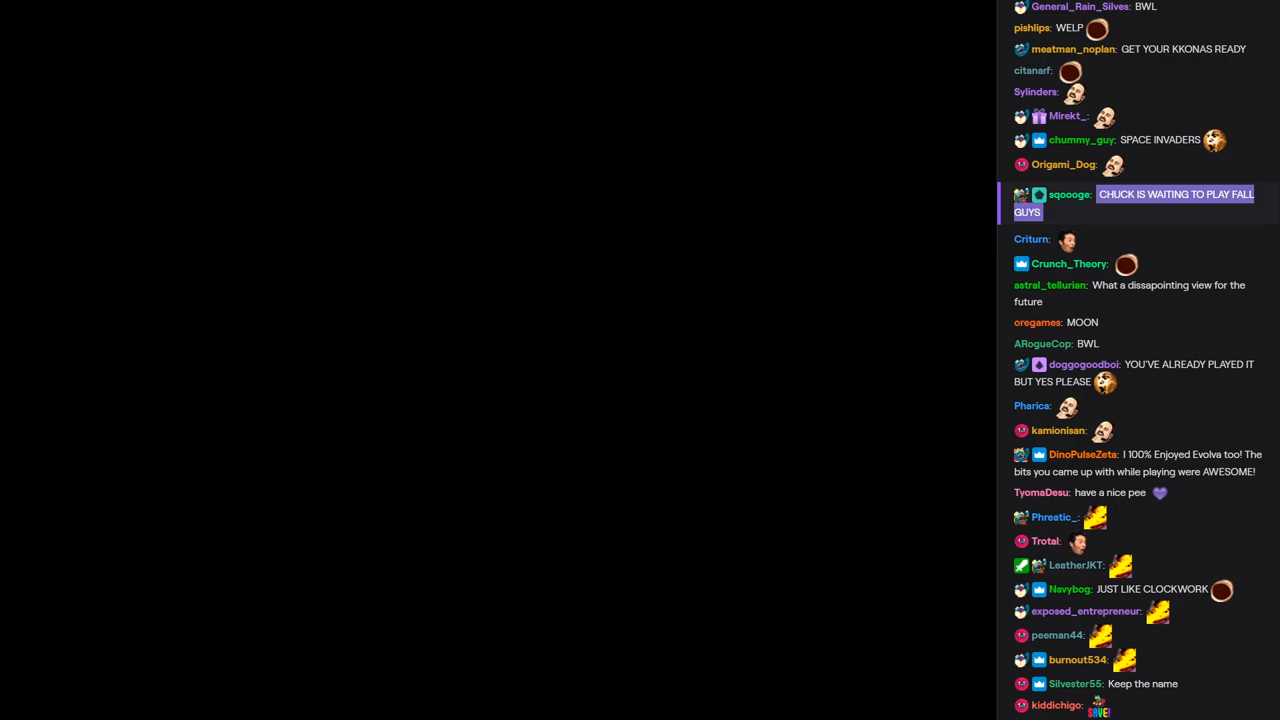 General_Rain_Silves: BWL
pishlips: WELP
meatman_noplan: GET YOUR KKONAS READY
citanarf:
Sylinders:
Mirekt_:
chummy_guy: SPACE INVADERS
Origami_Dog:
sqoooge: CHUCK IS WAITING TO PLAY FALL
GUYS
Criturn:
Crunch_Theory:
astral_tellurian: What a dissapointing view for the
future
oregames: MOON
ARogueCop: BWL
doggogoodboi: YOU'VE ALREADY PLAYED IT
BUT YES PLEASE
Pharica:
kamionisan:
DinoPulseZeta: I 100% Enjoyed Evolva too! The
bits you came up with while playing were AWESOME!
TyomaDesu: have a nice pee
Phreatic_:
Trotal:
LeatherJKT:
Navybog: JUST LIKE CLOCKWORK
exposed_entrepreneur:
peeman44:
burnout534:
Silvester55: Keep the name
kiddichigo: SAVE!